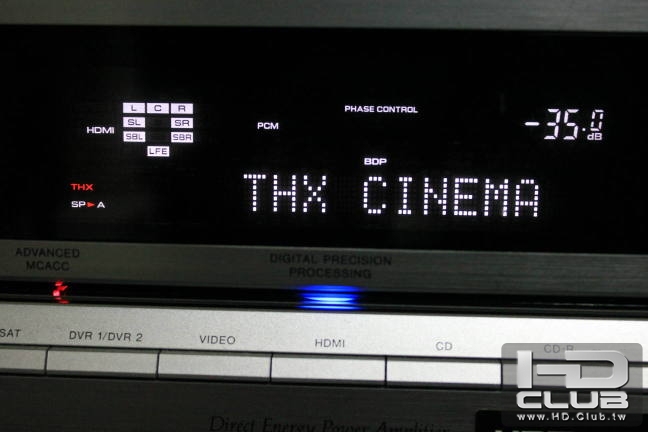 L C R
HDMI SL SR
SBL SBR
LFE
PCM
PHASE CONTROL
-35.0 dB
BDP
THX
SP►A
THX CINEMA
ADVANCED
MCACC
DIGITAL PRECISION
PROCESSING
SAT DVR 1/DVR 2 VIDEO HDMI CD CD-R
Direct Energy Power Amplifier
HD
CLUB
www.HD.Club.tw